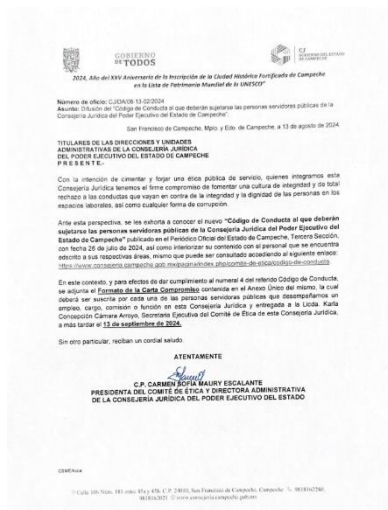 GOBIERNO
DE TODOS
CJ
2024, Año del XXV Aniversario de la Inscripción de la Ciudad Histórica Fortificada de Campeche
en la Lista de Patrimonio Mundial de la UNESCO"
Número de oficio: CJ/DA/06-13-02/2024
Asunto: Difusión del "Código de Conducta al que deberán sujetarse las personas servidoras públicas de la
Consejería Jurídica del Poder Ejecutivo del Estado de Campeche".
San Francisco de Campeche, Mpio. y Edo. de Campeche, a 13 de agosto de 2024.
TITULARES DE LAS DIRECCIONES Y UNIDADES
ADMINISTRATIVAS DE LA CONSEJERÍA JURÍDICA
DEL PODER EJECUTIVO DEL ESTADO DE CAMPECHE
P R E S E N T E.-
Con la intención de cimentar y forjar una ética pública de servicio, quienes integramos esta
Consejería Jurídica tenemos el firme compromiso de fomentar una cultura de integridad y de total
rechazo a las conductas que vayan en contra de la integridad y la dignidad de las personas en los
espacios laborales, así como cualquier forma de corrupción.
Ante esta perspectiva, se les exhorta a conocer el nuevo "Código de Conducta al que deberán
sujetarse las personas servidoras públicas de la Consejería Jurídica del Poder Ejecutivo del
Estado de Campeche" publicado en el Periódico Oficial del Estado de Campeche, Tercera Sección,
con fecha 26 de julio de 2024, así como interiorizar su contenido con el personal que se encuentra
adscrito a sus respectivas áreas, mismo que puede ser consultado accediendo al siguiente enlace:
https://www.consejeria.campeche.gob.mx/pagina/index.php/comite-de-etica/codigo-de-conducta.
En este contexto, y para efectos de dar cumplimiento al numeral 4 del referido Código de Conducta,
se adjunta el Formato de la Carta Compromiso contenida en el Anexo Único del mismo, la cual
deberá ser suscrita por cada una de las personas servidoras públicas que desempeñamos un
empleo, cargo, comisión o función en esta Consejería Jurídica y entregada a la Licda. Karla
Concepción Cámara Arroyo, Secretaria Ejecutiva del Comité de Ética de esta Consejería Jurídica,
a más tardar el 13 de septiembre de 2024.
Sin otro particular, reciban un cordial saludo.
ATENTAMENTE
C.P. CARMEN SOFÍA MAURY ESCALANTE
PRESIDENTA DEL COMITÉ DE ÉTICA Y DIRECTORA ADMINISTRATIVA
DE LA CONSEJERÍA JURÍDICA DEL PODER EJECUTIVO DEL ESTADO
C.P. 24000, San Francisco de Campeche, Campeche
www.consejeria.campeche.gob.mx